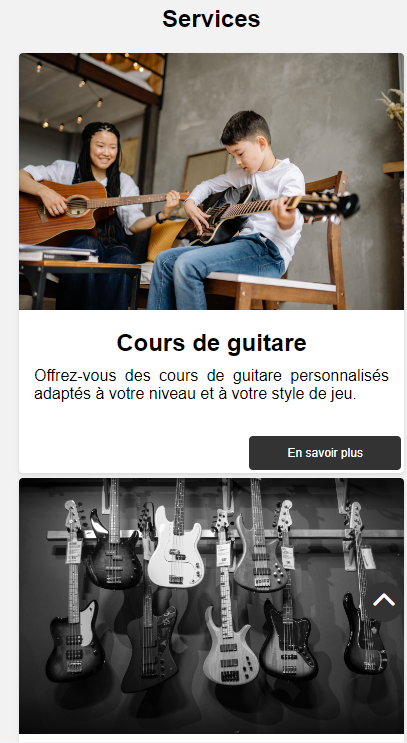 Services
Cours de guitare
Offrez-vous des cours de guitare personnalisés
adaptés à votre niveau et à votre style de jeu.
En savoir plus